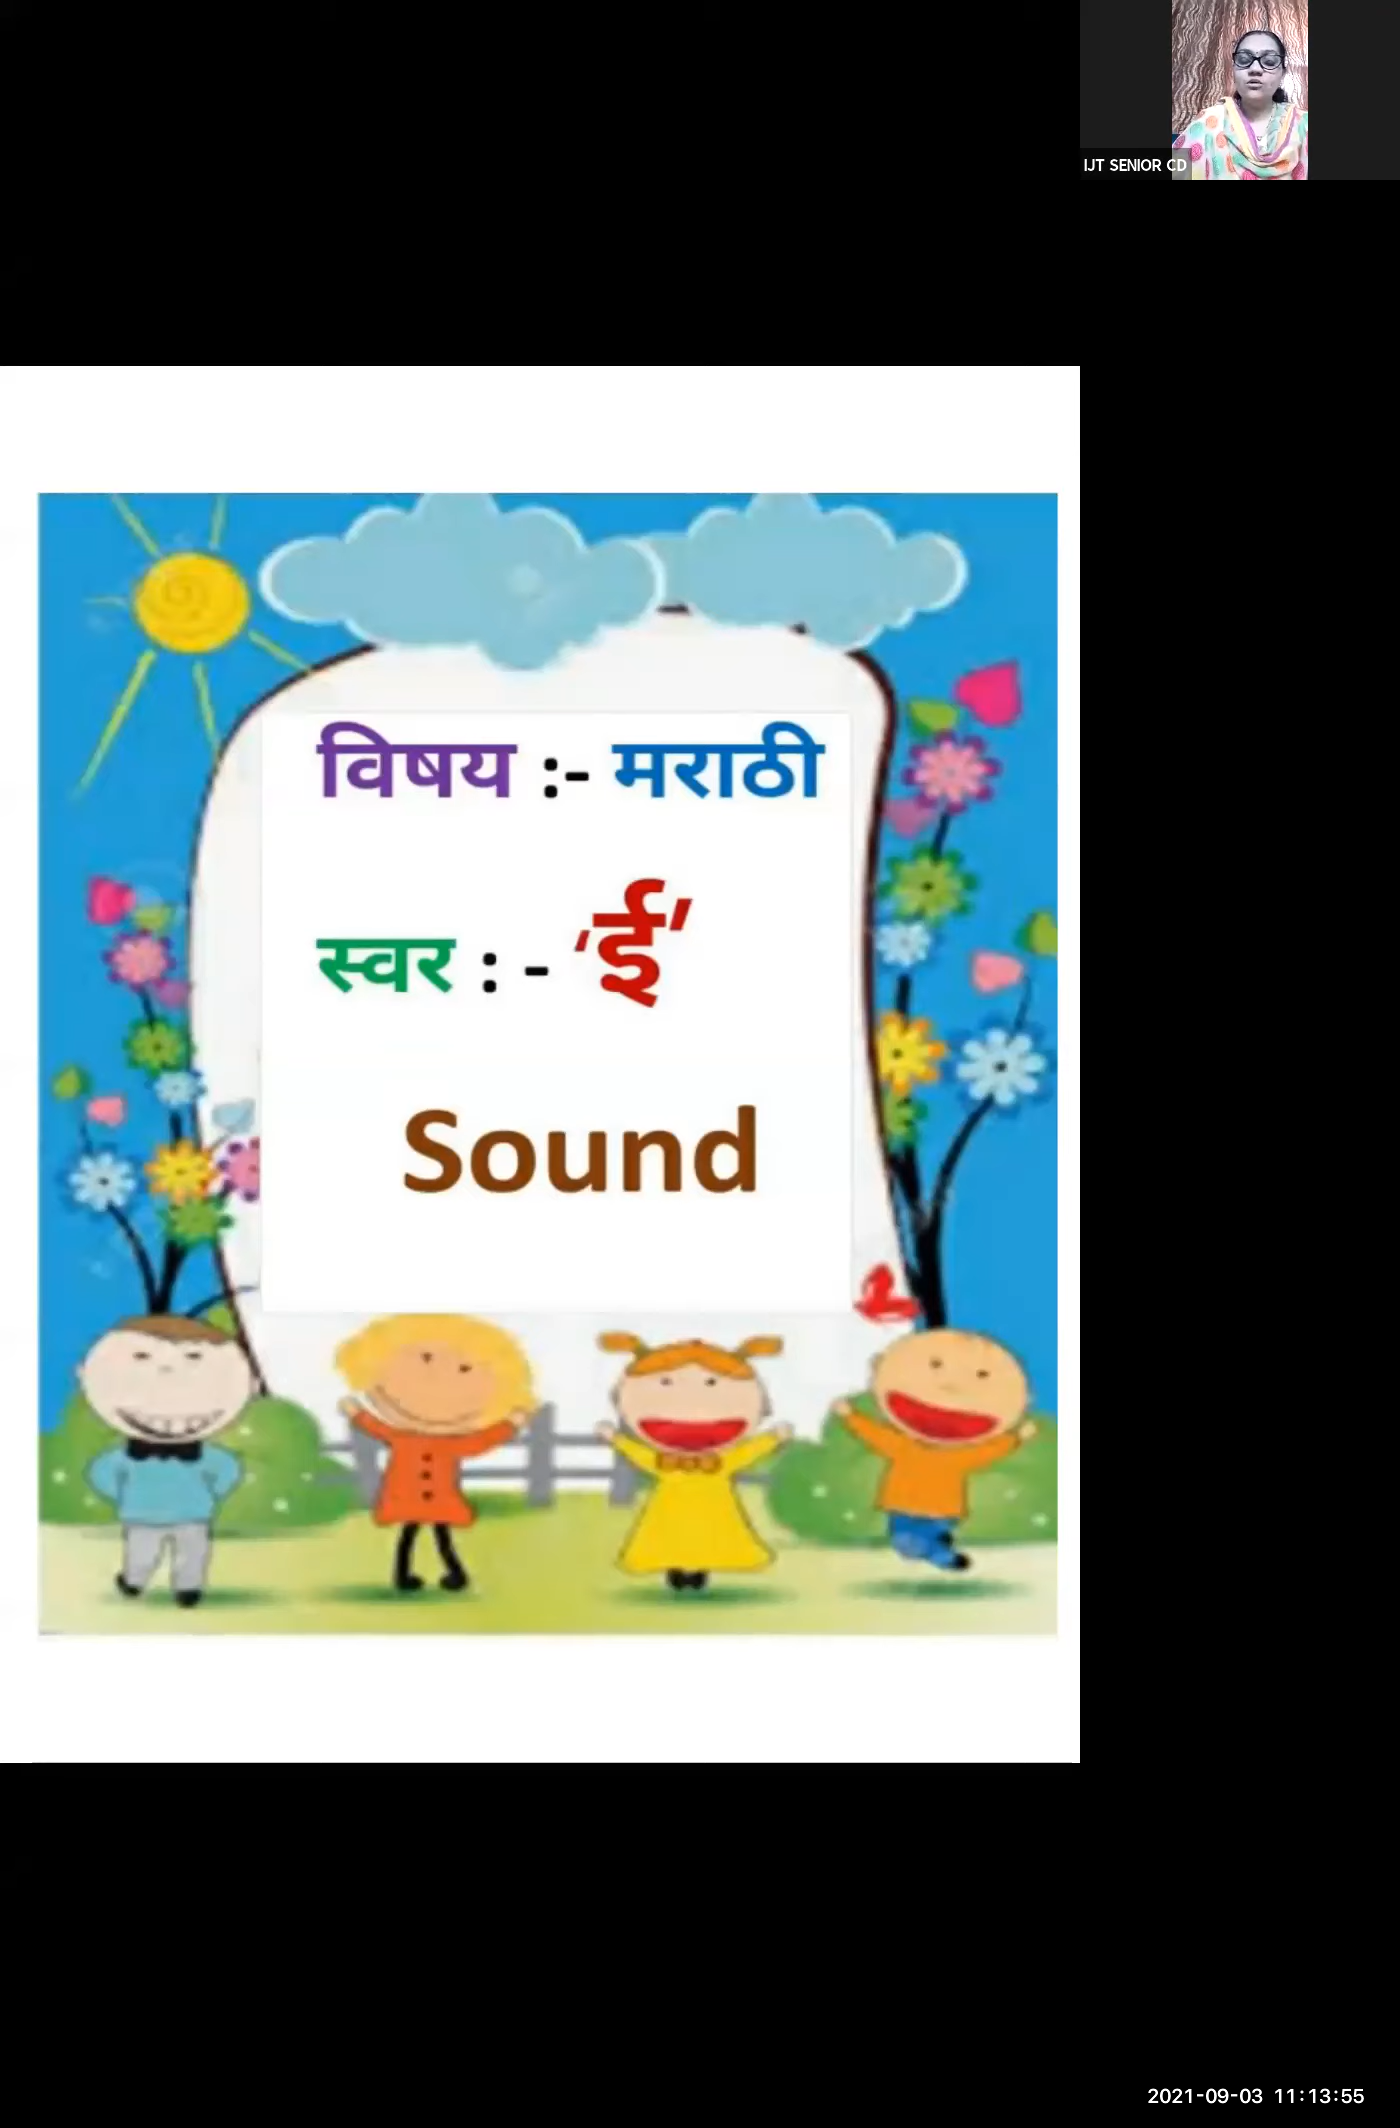 IJT SENIOR CD
विषय :- मराठी
स्वर : - ‘ई’
Sound
2021-09-03 11:13:55